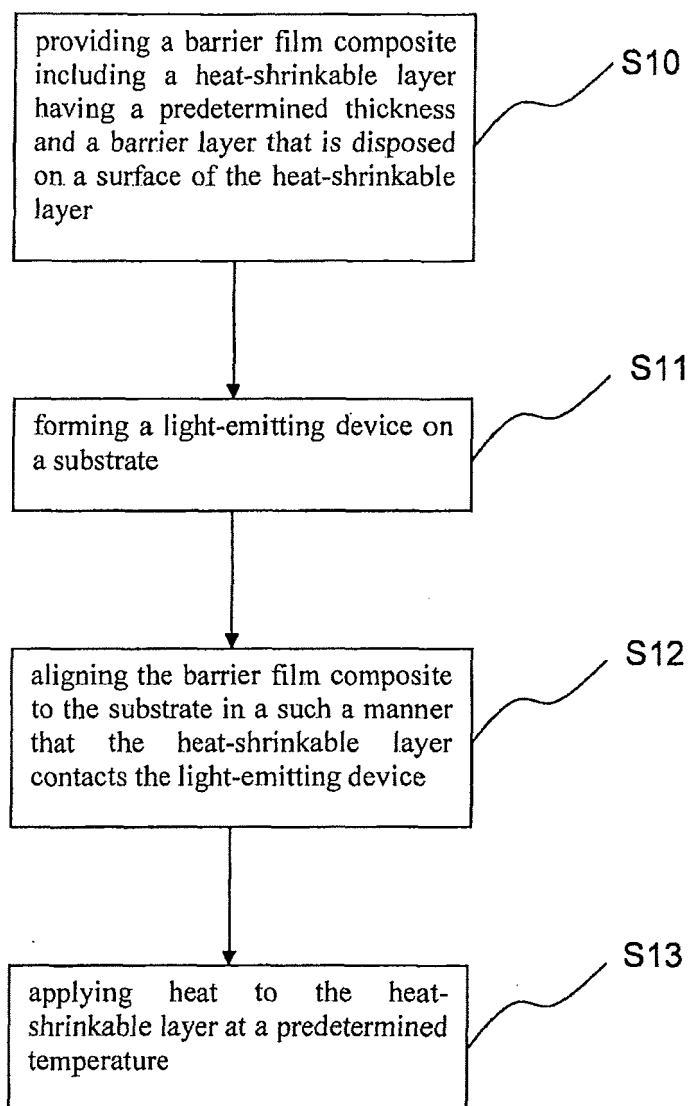 providing a barrier film composite
including a heat-shrinkable layer
having a predetermined thickness
and a barrier layer that is disposed
on a surface of the heat-shrinkable
layer
S10
forming a light-emitting device on
a substrate
S11
aligning the barrier film composite
to the substrate in a such a manner
that the heat-shrinkable layer
contacts the light-emitting device
S12
applying heat to the heat-
shrinkable layer at a predetermined
temperature
S13